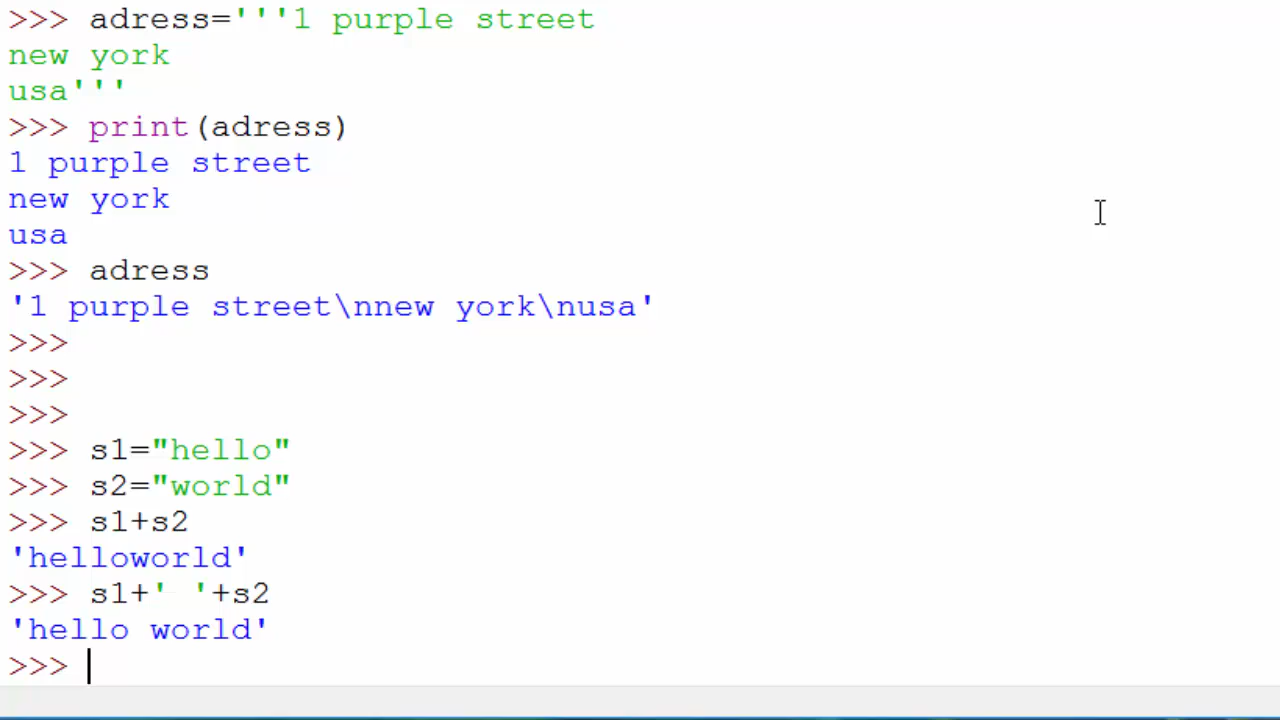 >>> adress='''1 purple street
new york
usa'''
>>> print(adress)
1 purple street
new york
usa
>>> adress
'1 purple street\nnew york\nusa'
>>>
>>>
>>>
>>> s1="hello"
>>> s2="world"
>>> s1+s2
'helloworld'
>>> s1+' '+s2
'hello world'
>>>